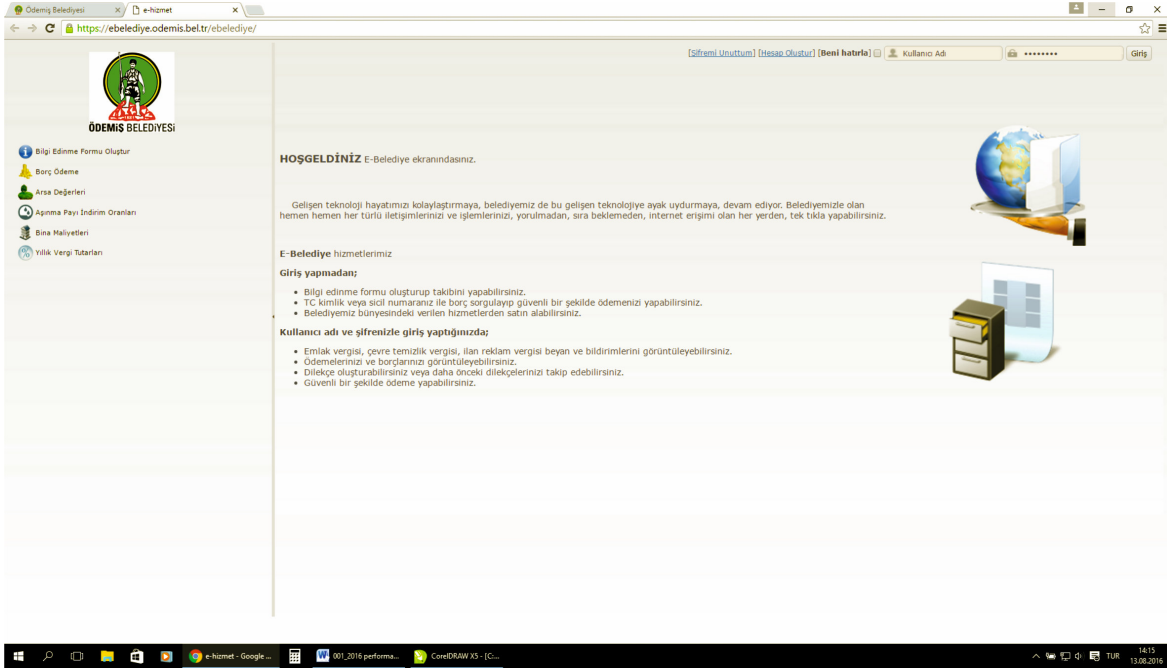 Ödemiş Belediyesi
e-hizmet
https://ebelediye.odemis.bel.tr/ebelediye/
[Şifremi Unuttum] [Hesap Oluştur] [Beni hatırla] Kullanıcı Adı •••••••• Giriş
ÖDEMİŞ BELEDİYESİ
Bilgi Edinme Formu Oluştur
Borç Ödeme
Arsa Değerleri
Aşınma Payı İndirim Oranları
Bina Maliyetleri
Yıllık Vergi Tutarları
HOŞGELDİNİZ E-Belediye ekranındasınız.
Gelişen teknoloji hayatımızı kolaylaştırmaya, belediyemiz de bu gelişen teknolojiye ayak uydurmaya, devam ediyor. Belediyemizle olan
hemen hemen her türlü iletişimlerinizi ve işlemlerinizi, yorulmadan, sıra beklemeden, internet erişimi olan her yerden, tek tıkla yapabilirsiniz.
E-Belediye hizmetlerimiz
Giriş yapmadan;
• Bilgi edinme formu oluşturup takibini yapabilirsiniz.
• TC kimlik veya sicil numaranız ile borç sorgulayıp güvenli bir şekilde ödemenizi yapabilirsiniz.
• Belediyemiz bünyesindeki verilen hizmetlerden satın alabilirsiniz.
Kullanıcı adı ve şifrenizle giriş yaptığınızda;
• Emlak vergisi, çevre temizlik vergisi, ilan reklam vergisi beyan ve bildirimlerini görüntüleyebilirsiniz.
• Ödemelerinizi ve borçlarınızı görüntüleyebilirsiniz.
• Dilekçe oluşturabilirsiniz veya daha önceki dilekçelerinizi takip edebilirsiniz.
• Güvenli bir şekilde ödeme yapabilirsiniz.
e-hizmet - Google ...
001_2016 performa...
CorelDRAW X5 - [C:...
TUR
14:15
13.08.2016